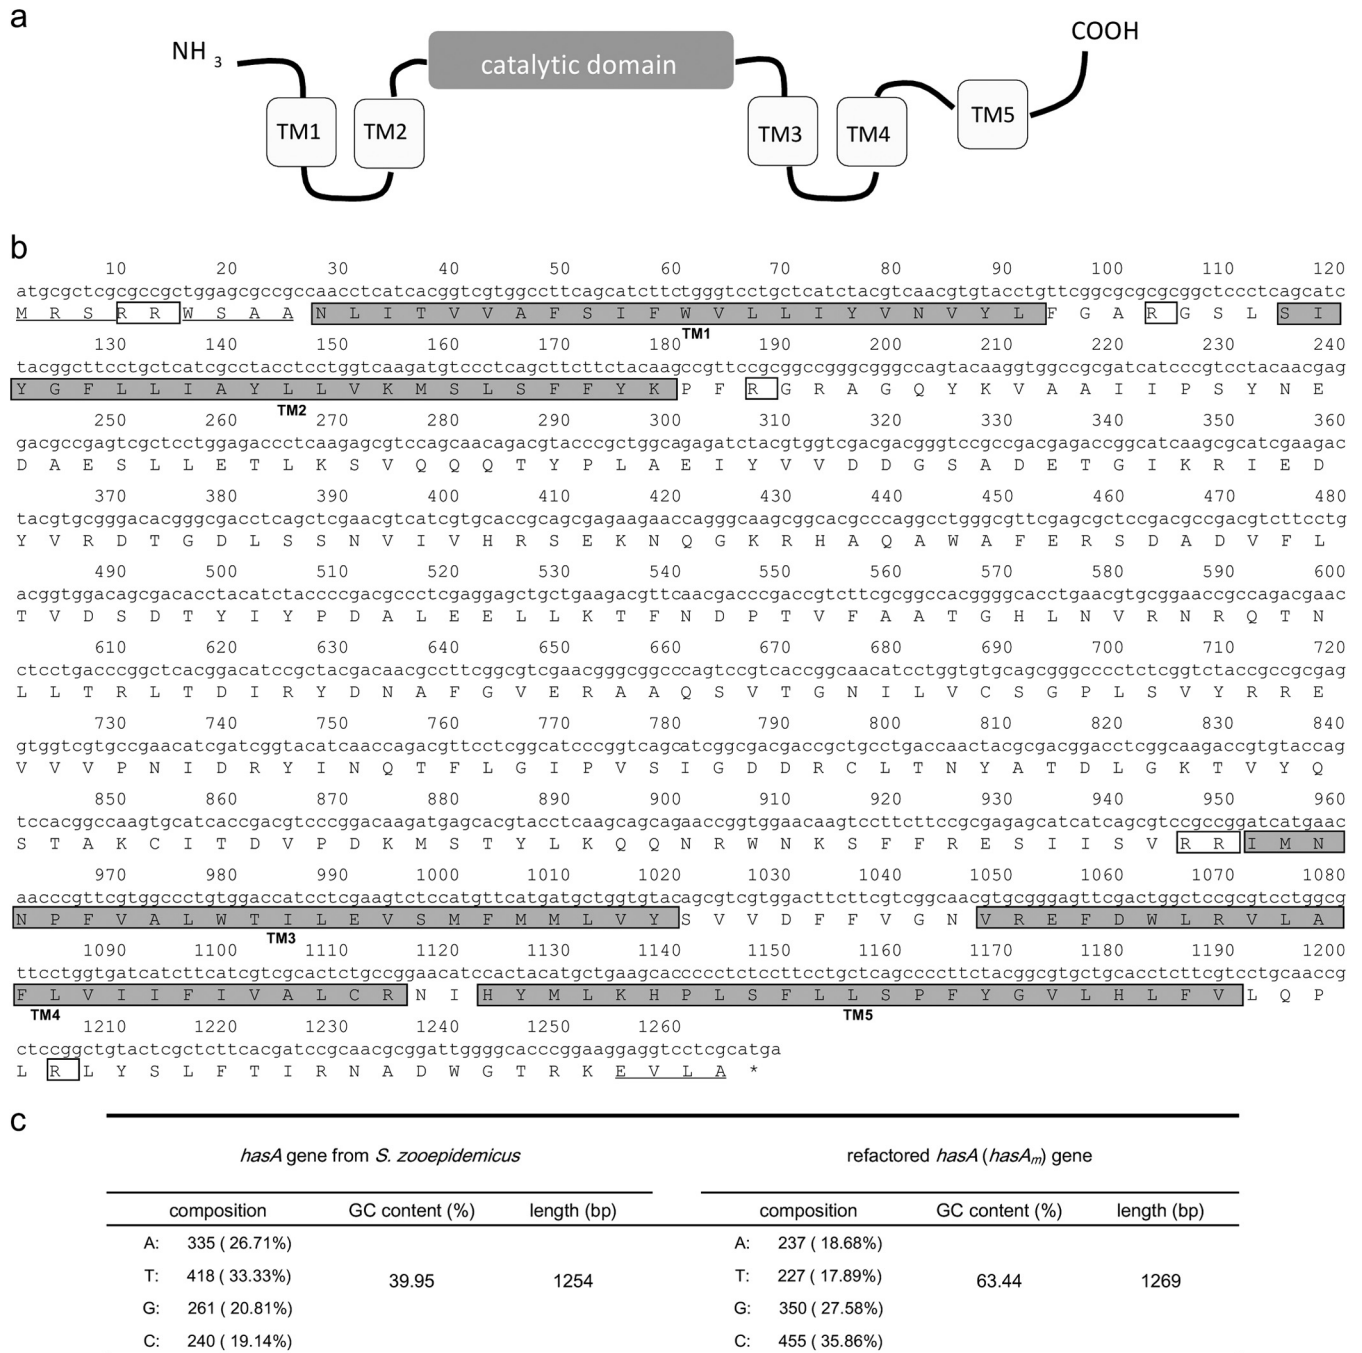 a
NH 3
catalytic domain
COOH
TM1 TM2 TM3 TM4 TM5
b
10 20 30 40 50 60 70 80 90 100 110 120
atgcgctcgcgccgctggagcgccgccaacctcatcacggtcgtggccttcagcatcttctgggtcctgctcatctacgtcaacgtgtacctgttcggcgcgcgcggctccctcagcatc
M R S R R W S A A N L I T V V A F S I F W V L L I Y V N V Y L F G A R G S L S I
TM1
130 140 150 160 170 180 190 200 210 220 230 240
tacggcttcctgctcatcgcctacctcctggtcaagatgtccctcagcttcttctacaagccgttccgcggccgggcgggccagtacaaggtggccgcgatcatcccgtcctacaacgag
Y G F L L I A Y L L V K M S L S F F Y K P F R G R A G Q Y K V A A I I P S Y N E
TM2
250 260 270 280 290 300 310 320 330 340 350 360
gacgccgagtcgctcctggagaccctcaagagcgtccagcaacagacgtacccgctggcagagatctacgtggtcgacgacgggtccgccgacgagaccggcatcaagcgcatcgaagac
D A E S L L E T L K S V Q Q Q T Y P L A E I Y V V D D G S A D E T G I K R I E D
370 380 390 400 410 420 430 440 450 460 470 480
tacgtgcgggacacgggcgacctcagctcgaacgtcatcgtgcaccgcagcgagaagaaccagggcaagcggcacgcccaggcctgggcgttcgagcgctccgacgccgacgtcttcctg
Y V R D T G D L S S N V I V H R S E K N Q G K R H A Q A W A F E R S D A D V F L
490 500 510 520 530 540 550 560 570 580 590 600
acggtggacagcgacacctacatctaccccgacgccctcgaggagctgctgaagacgttcaacgacccgaccgtcttcgcggccacggggcacctgaacgtgcggaaccgccagacgaac
T V D S D T Y I Y P D A L E E L L K T F N D P T V F A A T G H L N V R N R Q T N
610 620 630 640 650 660 670 680 690 700 710 720
ctcctgacccggctcacggacatccgctacgacaacgccttcggcgtcgaacgggcggcccagtccgtcaccggcaacatcctggtgtgcagcgggcccctctcggtctaccgccgcgag
L L T R L T D I R Y D N A F G V E R A A Q S V T G N I L V C S G P L S V Y R R E
730 740 750 760 770 780 790 800 810 820 830 840
gtggtcgtgccgaacatcgatcggtacatcaaccagacgttcctcggcatcccggtcagcatcggcgacgaccgctgcctgaccaactacgcgacggacctcggcaagaccgtgtaccag
V V V P N I D R Y I N Q T F L G I P V S I G D D R C L T N Y A T D L G K T V Y Q
850 860 870 880 890 900 910 920 930 940 950 960
tccacggccaagtgcatcaccgacgtcccggacaagatgagcacgtacctcaagcagcagaaccggtggaacaagtccttcttccgcgagagcatcatcagcgtccgccggatcatgaac
S T A K C I T D V P D K M S T Y L K Q Q N R W N K S F F R E S I I S V R R I M N
970 980 990 1000 1010 1020 1030 1040 1050 1060 1070 1080
aacccgttcgtggccctgtggaccatcctcgaagtctccatgttcatgatgctggtgtacagcgtcgtggacttcttcgtcggcaacgtgcgggagttcgactggctccgcgtcctggcg
N P F V A L W T I L E V S M F M M L V Y S V V D F F V G N V R E F D W L R V L A
TM3
1090 1100 1110 1120 1130 1140 1150 1160 1170 1180 1192 1200
ttcctggtgatcatcttcatcgtcgcactctgccggaacatccactacatgctgaagcacccccctctccttcctgctcagccccttctacggcgtgctgcacctcttcgtcctgcaaccg
F L V I I F I V A L C R N I H Y M L K H P L S F L L S P F Y G V L H L F V L Q P
TM4 TM5
1210 1220 1230 1240 1250 1260
ctccggctgtactcgctcttcacgatccgcaacgcggattggggcacccggaaggaggtcctcgcatga
L R L Y S L F T I R N A D W G T R K E V L A *
c
hasA gene from S. zooepidemicus refactored hasA (hasAm) gene
composition GC content (%) length (bp) composition GC content (%) length (bp)
A: 335 ( 26.71%) A: 237 ( 18.68%)
T: 418 ( 33.33%) 39.95 1254 T: 227 ( 17.89%) 63.44 1269
G: 261 ( 20.81%) G: 350 ( 27.58%)
C: 240 ( 19.14%) C: 455 ( 35.86%)